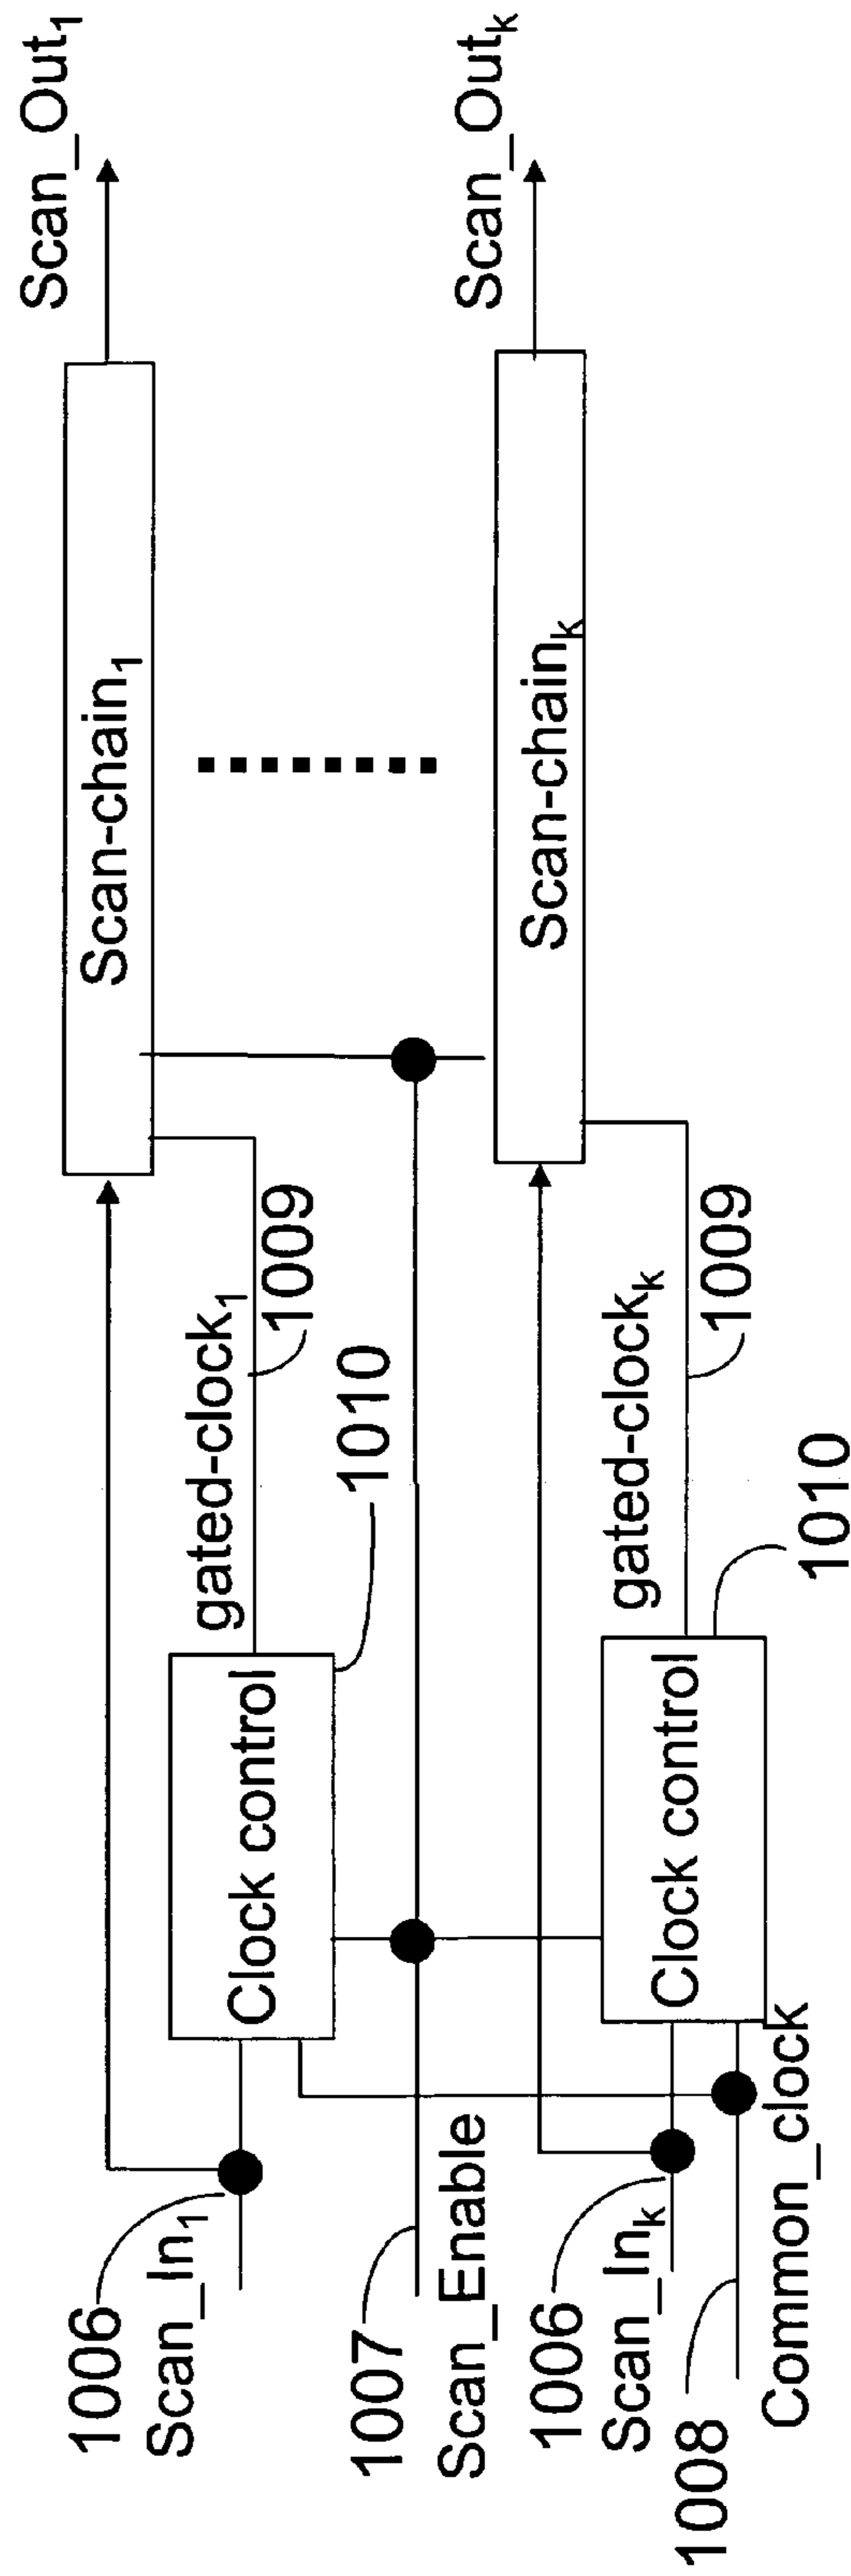 1006
Scan_In1
Clock control
gated-clock1
1009
1010
Scan-chain1
Scan_Out1
1007
Scan_Enable
1006
Scan_Ink
1008
Common_clock
Clock control
gated-clockk
1009
1010
Scan-chaink
Scan_Outk